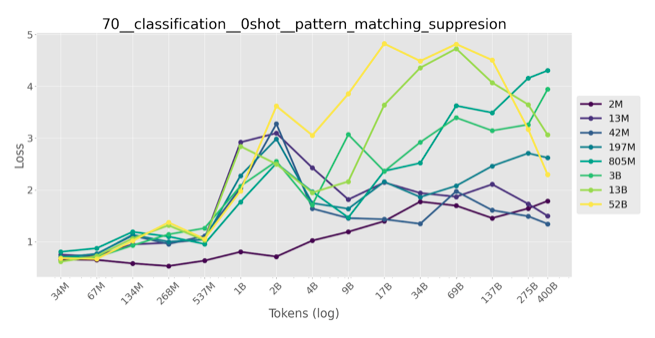 70__classification__0shot__pattern_matching_suppresion
5
4
3
2
1
Loss
34M
67M
134M
268M
537M
1B
2B
4B
9B
17B
34B
69B
137B
275B
400B
Tokens (log)
2M
13M
42M
197M
805M
3B
13B
52B